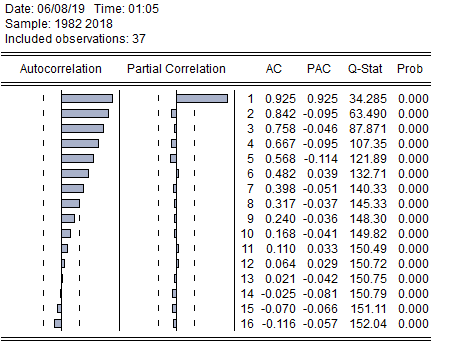 Date: 06/08/19 Time: 01:05
Sample: 1982 2018
Included observations: 37
Autocorrelation Partial Correlation AC PAC Q-Stat Prob
1 0.925 0.925 34.285 0.000
2 0.842 -0.095 63.490 0.000
3 0.758 -0.046 87.871 0.000
4 0.667 -0.095 107.35 0.000
5 0.568 -0.114 121.89 0.000
6 0.482 0.039 132.71 0.000
7 0.398 -0.051 140.33 0.000
8 0.317 -0.037 145.33 0.000
9 0.240 -0.036 148.30 0.000
10 0.168 -0.041 149.82 0.000
11 0.110 0.033 150.49 0.000
12 0.064 0.029 150.72 0.000
13 0.021 -0.042 150.75 0.000
14 -0.025 -0.081 150.79 0.000
15 -0.070 -0.066 151.11 0.000
16 -0.116 -0.057 152.04 0.000